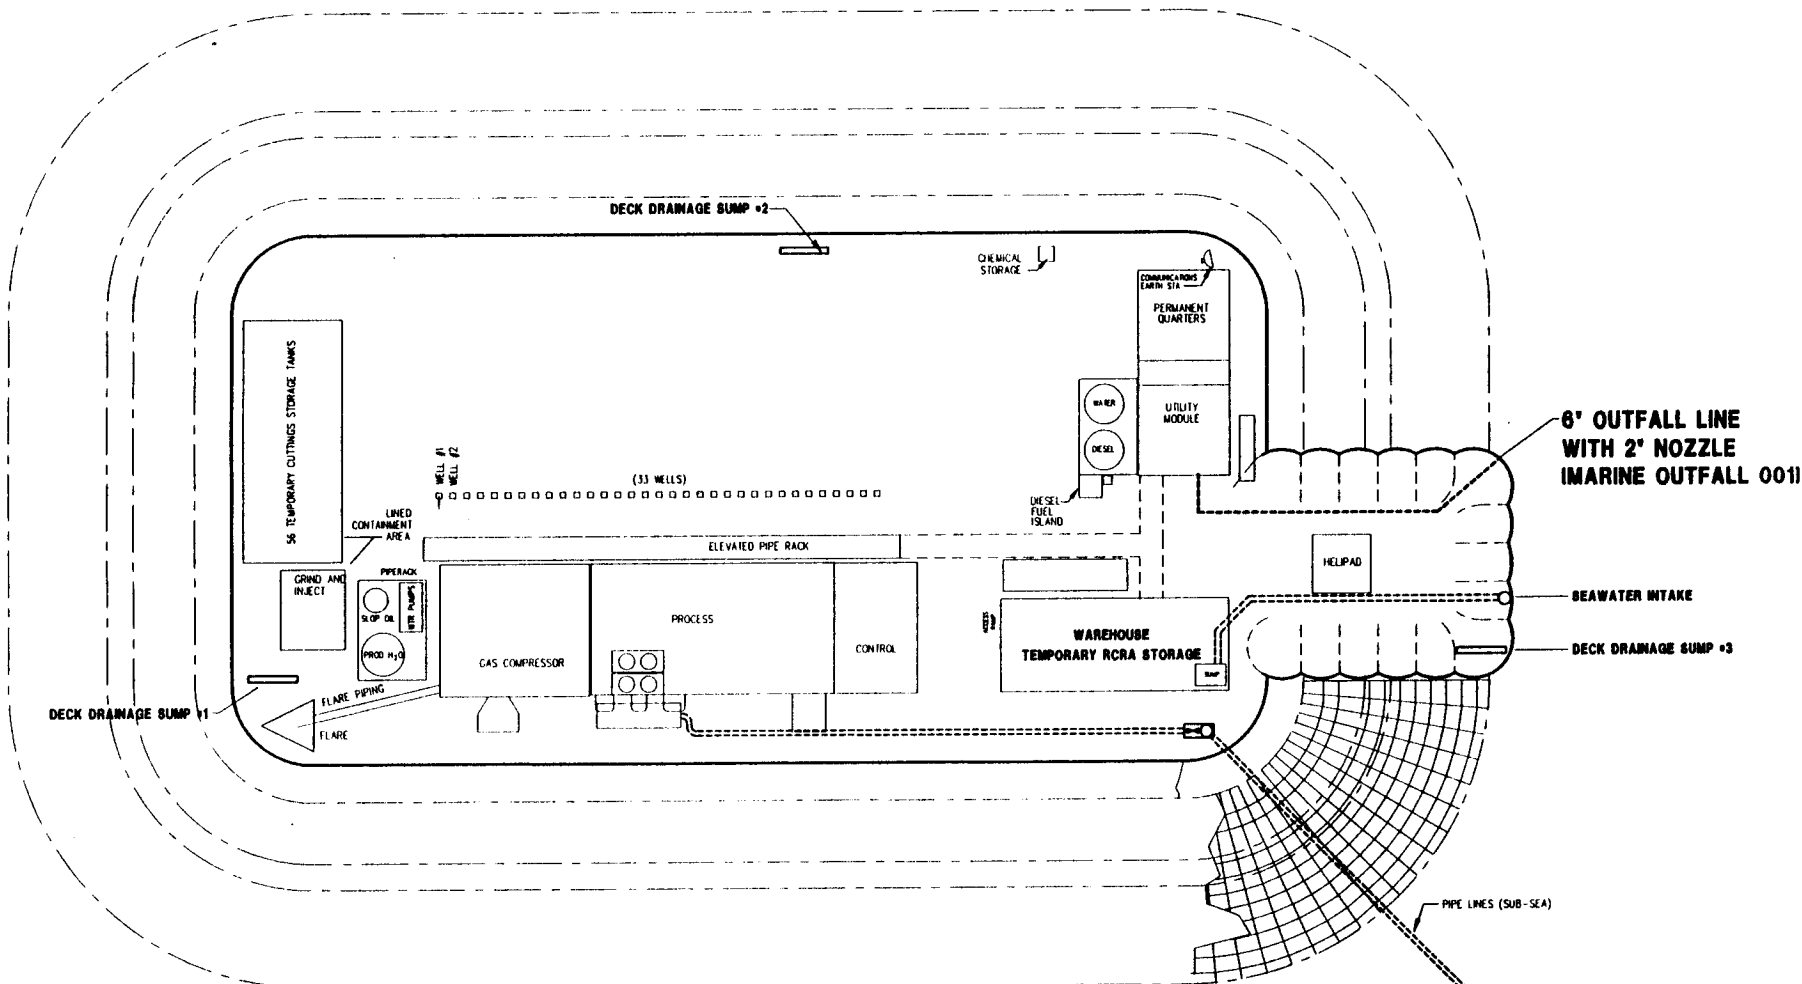 DECK DRAINAGE SUMP #2
CHEMICAL
STORAGE
COMMUNICATIONS
EARTH STA
PERMANENT
QUARTERS
56 TEMPORARY CUTTINGS STORAGE TANKS
WATER
UTILITY
MODULE
DIESEL
6" OUTFALL LINE
WITH 2" NOZZLE
(MARINE OUTFALL 001)
WELL #1
WELL #2
(33 WELLS)
DIESEL
FUEL
ISLAND
LINED
CONTAINMENT
AREA
ELEVATED PIPE RACK
HELIPAD
PIPERACK
GRIND AND
INJECT
WTR PUMPS
SLOP OIL
SEAWATER INTAKE
PROCESS
ACCESS
RAMP
WAREHOUSE
TEMPORARY RCRA STORAGE
CONTROL
DECK DRAINAGE SUMP #3
PROD H2O
GAS COMPRESSOR
SUMP
FLARE PIPING
DECK DRAINAGE SUMP #1
FLARE
PIPE LINES (SUB-SEA)